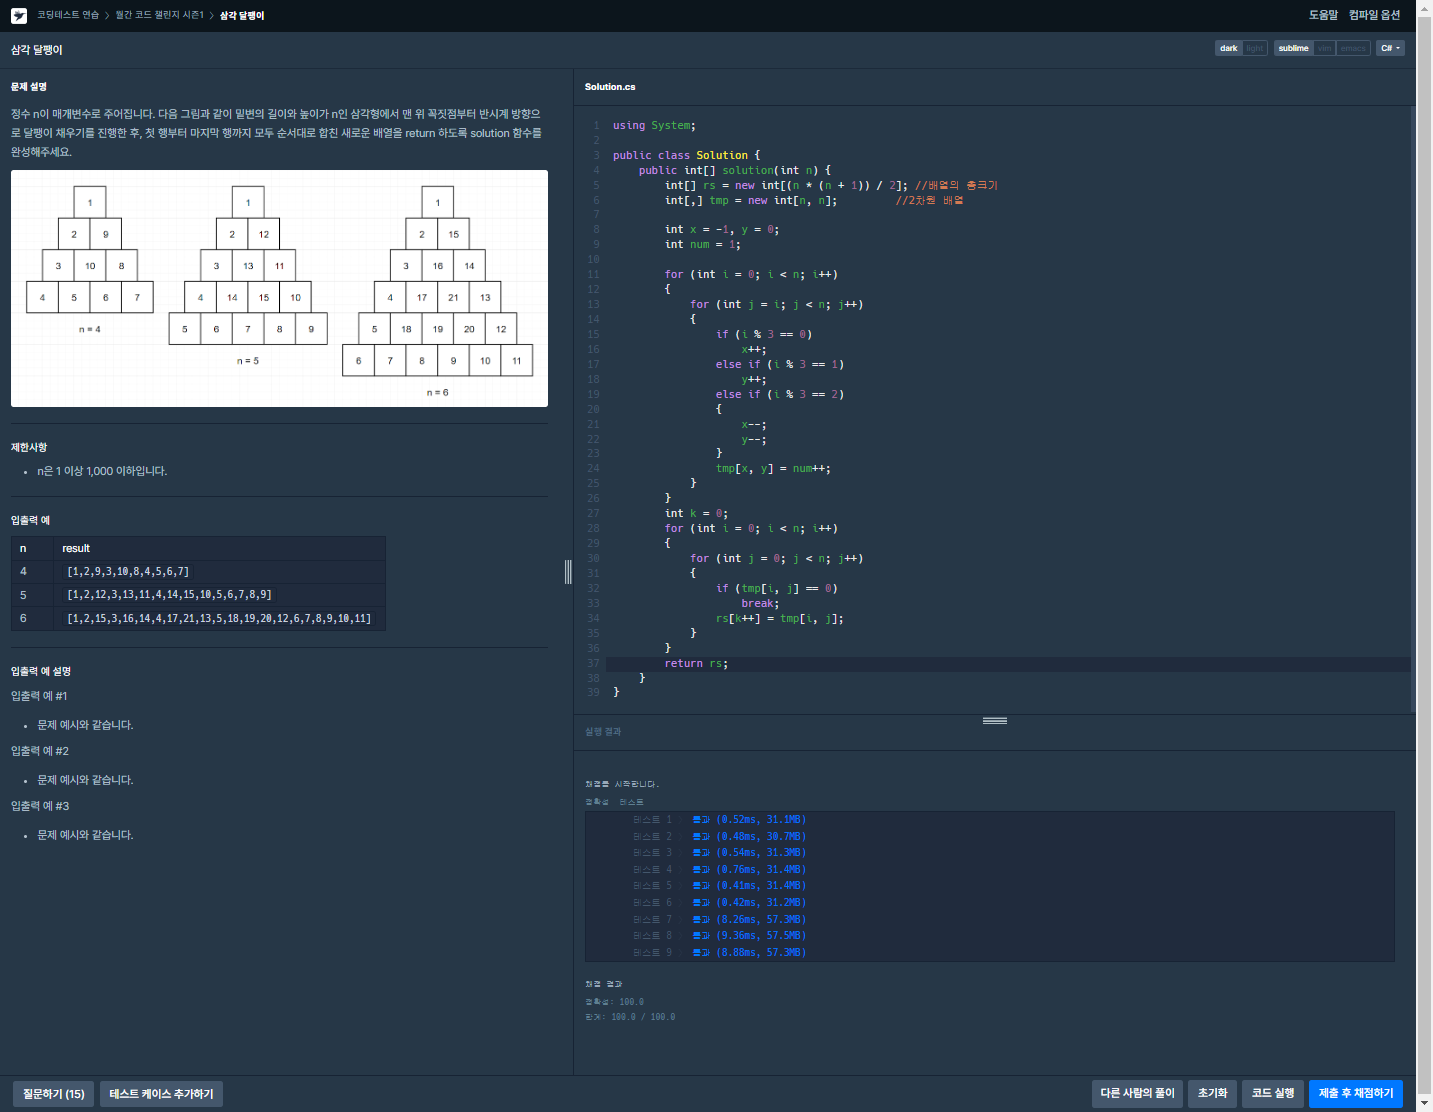 코딩테스트 연습 > 월간 코드 챌린지 시즌1 > 삼각 달팽이
도움말 컴파일 옵션
삼각 달팽이
dark light sublime vim emacs C#
문제 설명
정수 n이 매개변수로 주어집니다. 다음 그림과 같이 밑변의 길이와 높이가 n인 삼각형에서 맨 위 꼭짓점부터 반시계 방향으
로 달팽이 채우기를 진행한 후, 첫 행부터 마지막 행까지 모두 순서대로 합친 새로운 배열을 return 하도록 solution 함수를
완성해주세요.
1
2 9
3 10 8
4 5 6 7
n = 4
1
2 12
3 13 11
4 14 15 10
5 6 7 8 9
n = 5
1
2 15
3 16 14
4 17 21 13
5 18 19 20 12
6 7 8 9 10 11
n = 6
제한사항
• n은 1 이상 1,000 이하입니다.
입출력 예
n result
4 [1,2,9,3,10,8,4,5,6,7]
5 [1,2,12,3,13,11,4,14,15,10,5,6,7,8,9]
6 [1,2,15,3,16,14,4,17,21,13,5,18,19,20,12,6,7,8,9,10,11]
입출력 예 설명
입출력 예 #1
• 문제 예시와 같습니다.
입출력 예 #2
• 문제 예시와 같습니다.
입출력 예 #3
• 문제 예시와 같습니다.
Solution.cs
1 using System;
2
3 public class Solution {
4 public int[] solution(int n) {
5 int[] rs = new int[(n * (n + 1)) / 2]; //배열의 총크기
6 int[,] tmp = new int[n, n]; //2차원 배열
7
8 int x = -1, y = 0;
9 int num = 1;
10
11 for (int i = 0; i < n; i++)
12 {
13 for (int j = i; j < n; j++)
14 {
15 if (i % 3 == 0)
16 x++;
17 else if (i % 3 == 1)
18 y++;
19 else if (i % 3 == 2)
20 {
21 x--;
22 y--;
23 }
24 tmp[x, y] = num++;
25 }
26 }
27 int k = 0;
28 for (int i = 0; i < n; i++)
29 {
30 for (int j = 0; j < n; j++)
31 {
32 if (tmp[i, j] == 0)
33 break;
34 rs[k++] = tmp[i, j];
35 }
36 }
37 return rs;
38 }
39 }
실행 결과
채점을 시작합니다.
정확성 테스트
테스트 1 통과 (0.52ms, 31.1MB)
테스트 2 통과 (0.48ms, 30.7MB)
테스트 3 통과 (0.54ms, 31.3MB)
테스트 4 통과 (0.76ms, 31.4MB)
테스트 5 통과 (0.41ms, 31.4MB)
테스트 6 통과 (0.42ms, 31.2MB)
테스트 7 통과 (8.26ms, 57.3MB)
테스트 8 통과 (9.36ms, 57.5MB)
테스트 9 통과 (8.88ms, 57.3MB)
채점 결과
정확성: 100.0
합계: 100.0 / 100.0
질문하기 (15) 테스트 케이스 추가하기 다른 사람의 풀이 초기화 코드 실행 제출 후 채점하기